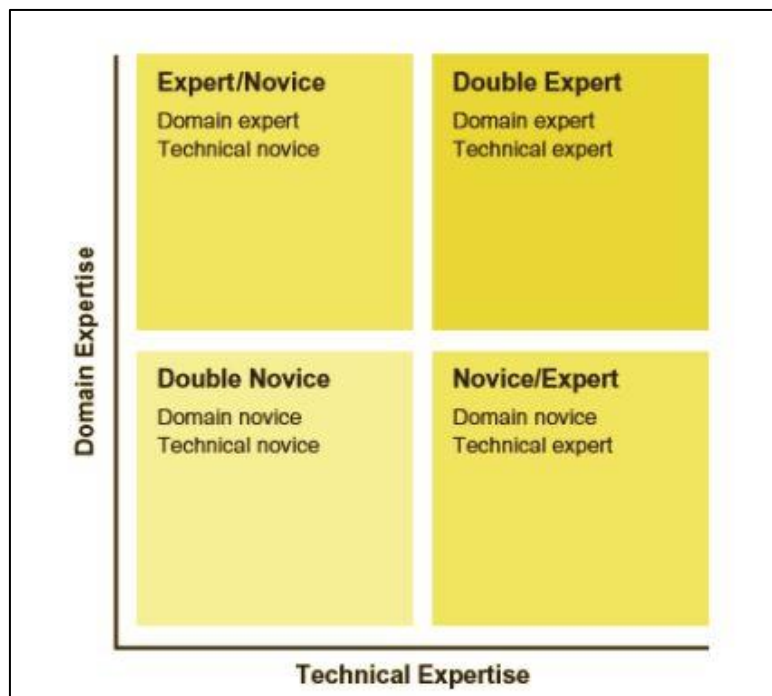 Expert/Novice
Domain expert
Technical novice
Double Expert
Domain expert
Technical expert
Domain Expertise
Double Novice
Domain novice
Technical novice
Novice/Expert
Domain novice
Technical expert
Technical Expertise